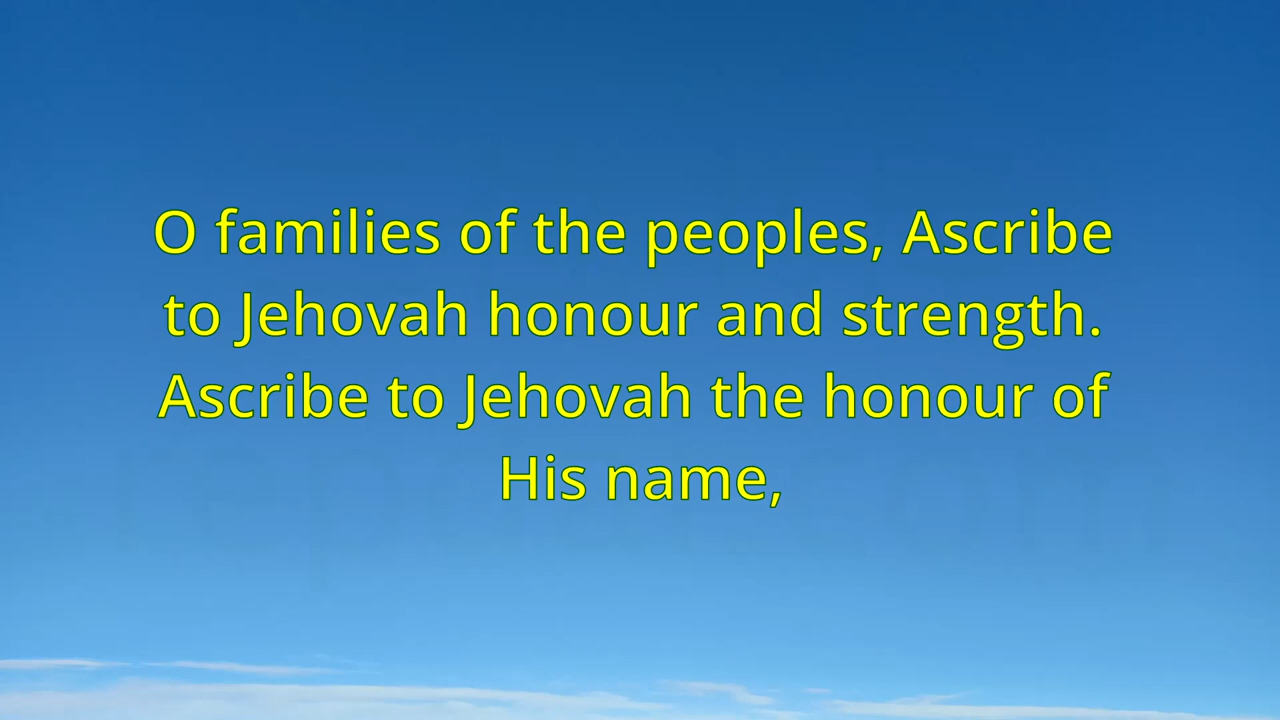 O families of the peoples, Ascribe
to Jehovah honour and strength.
Ascribe to Jehovah the honour of
His name,